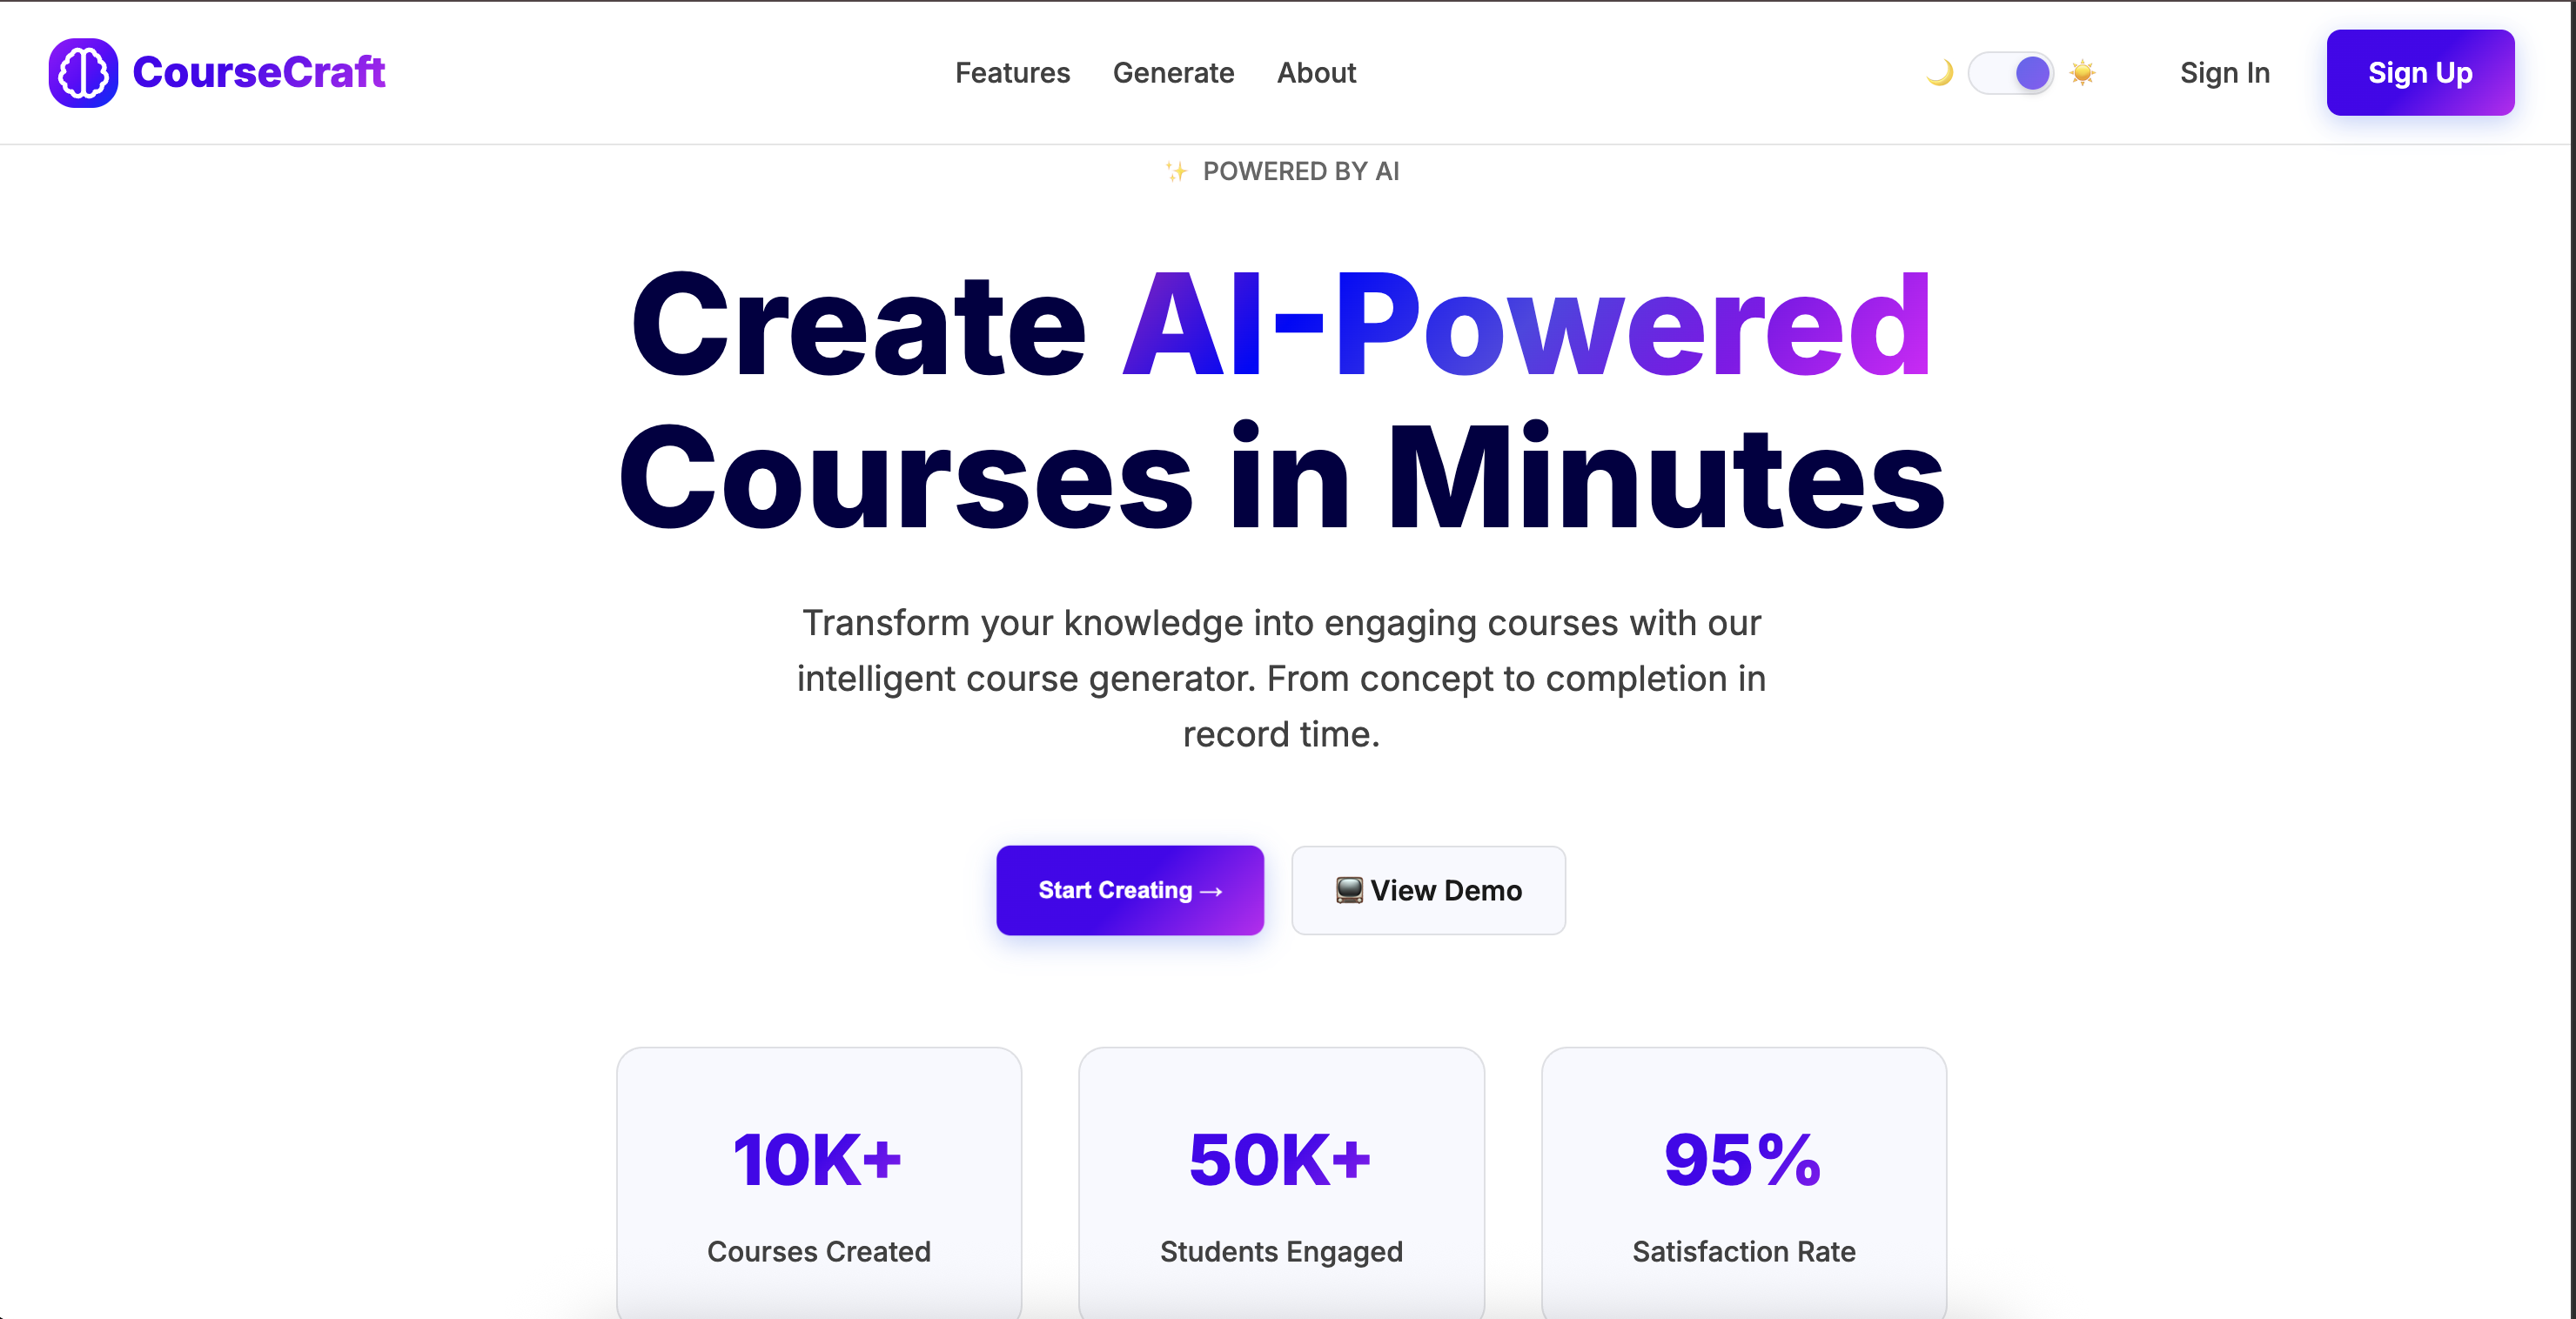 CourseCraft
Features
Generate
About
Sign In
Sign Up
POWERED BY AI
Create AI-Powered
Courses in Minutes
Transform your knowledge into engaging courses with our
intelligent course generator. From concept to completion in
record time.
Start Creating →
View Demo
10K+
Courses Created
50K+
Students Engaged
95%
Satisfaction Rate